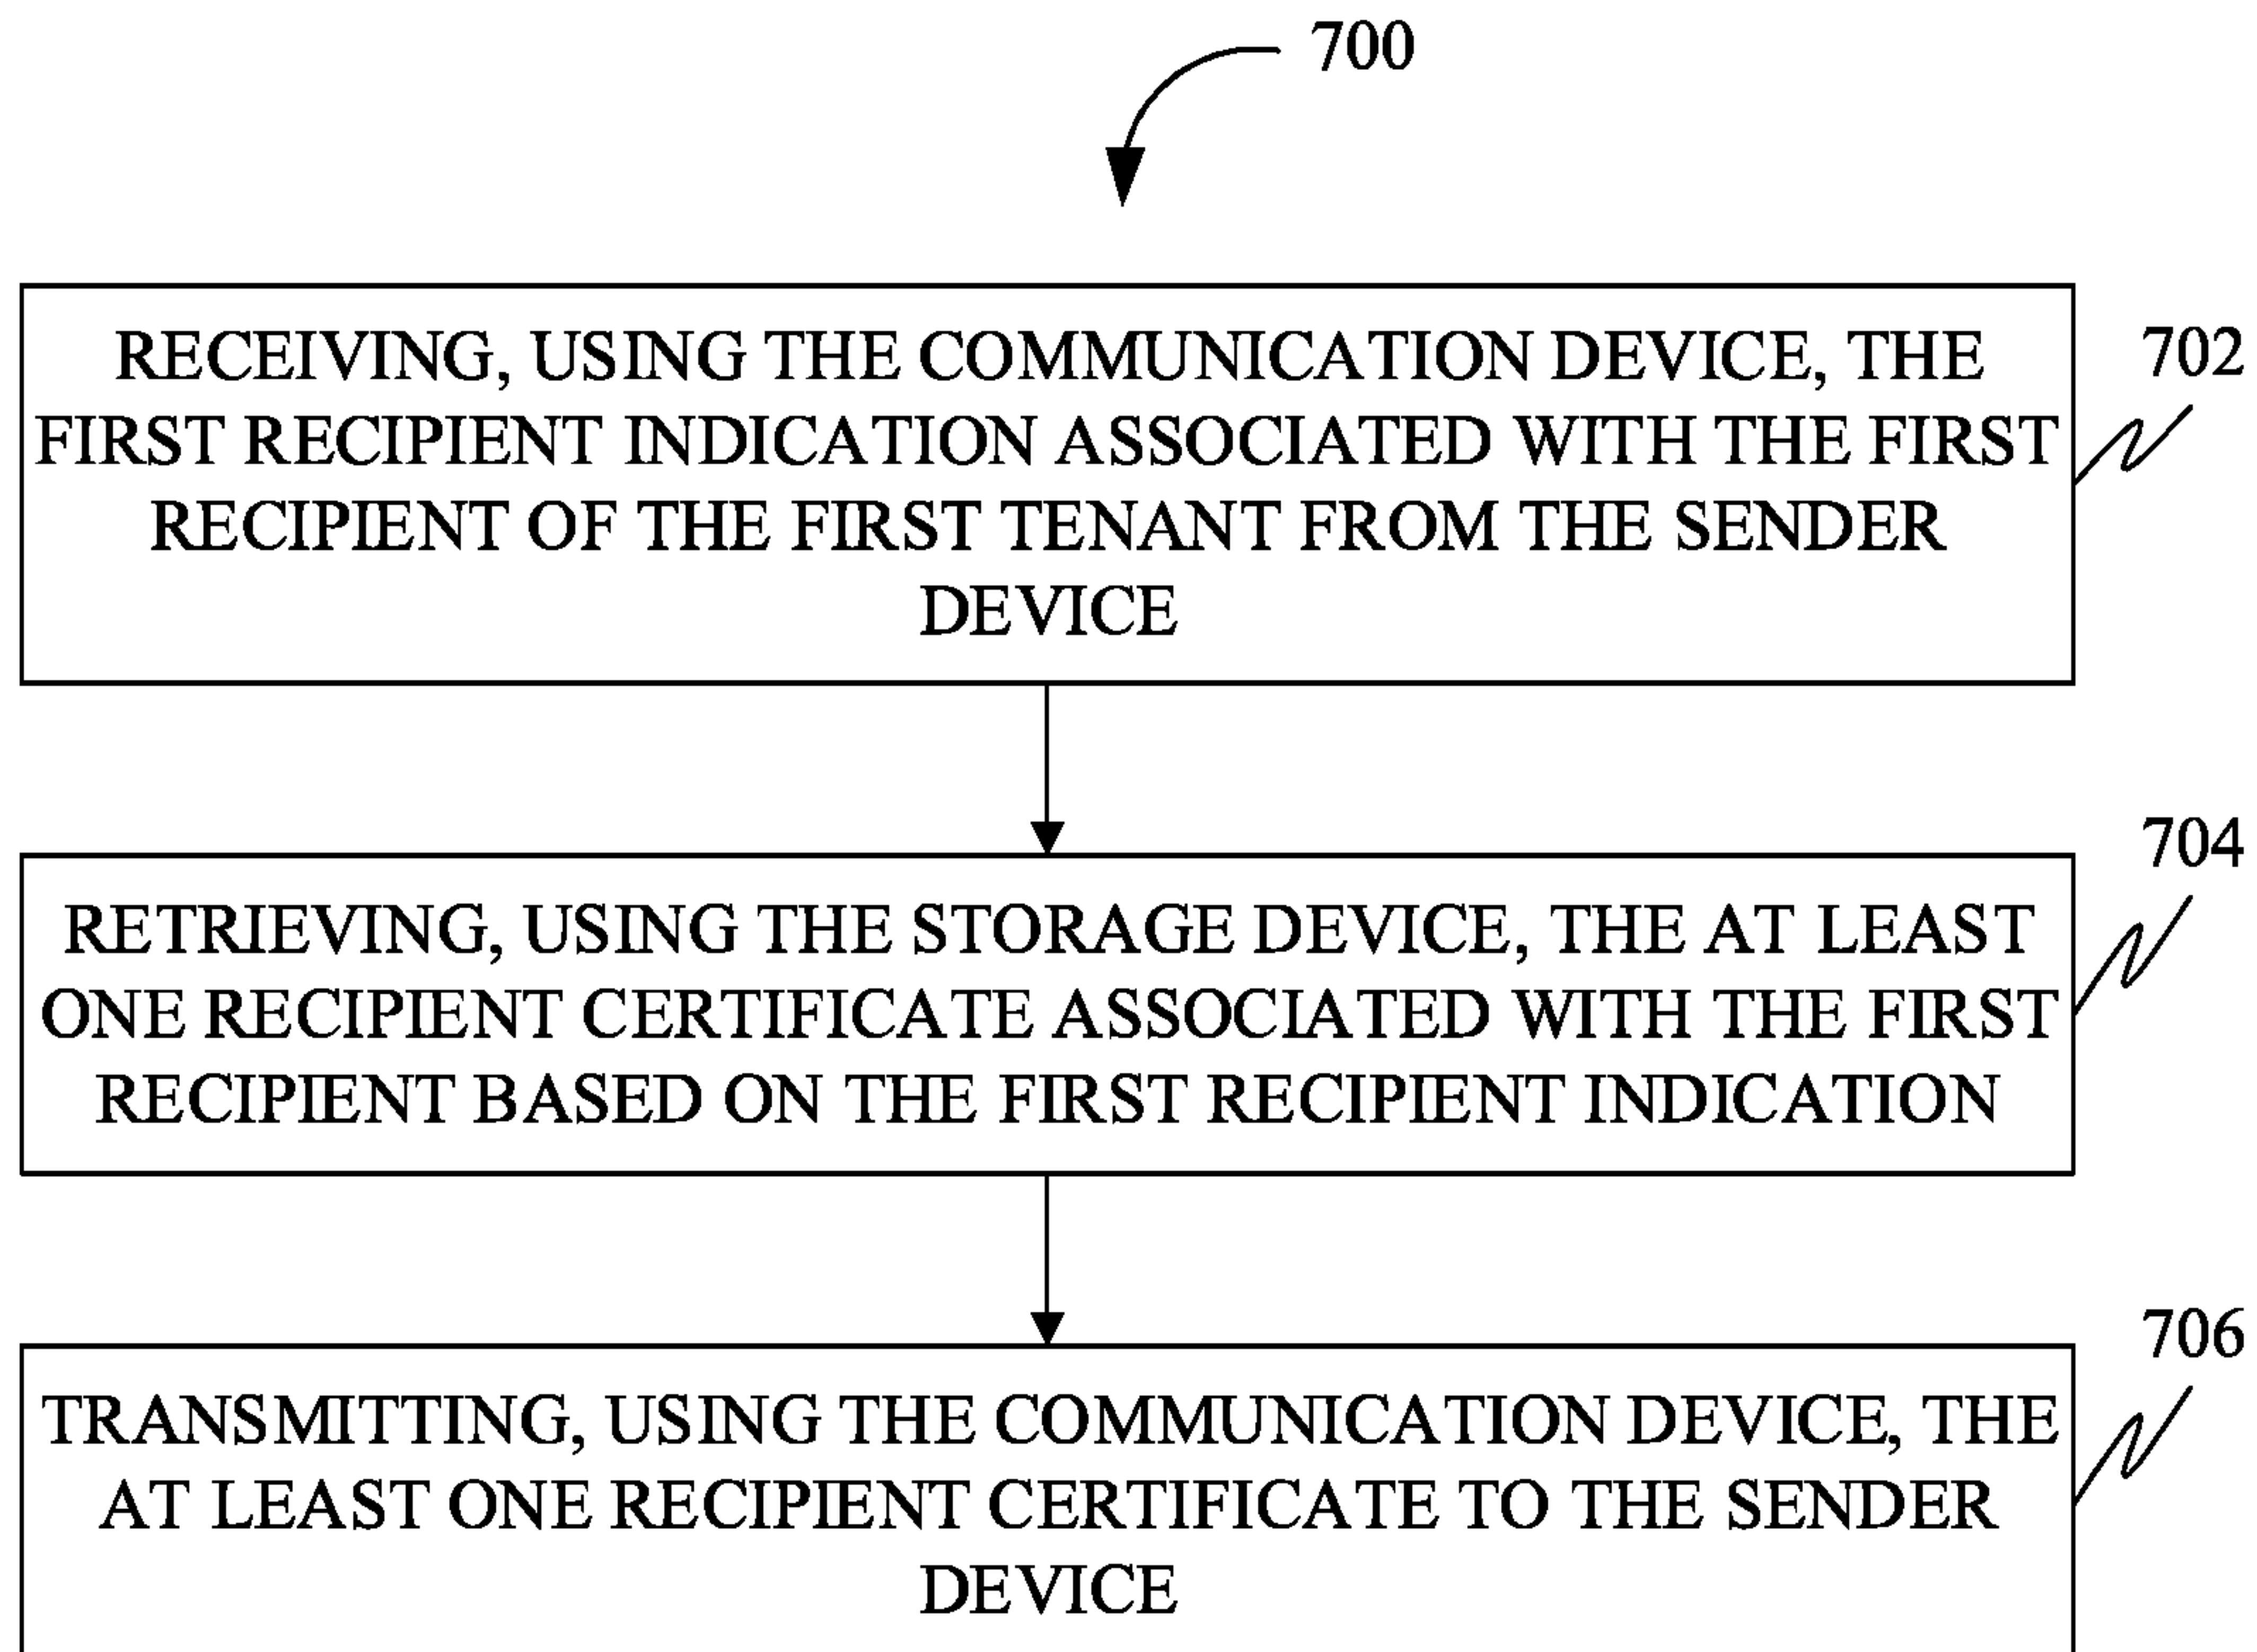 700
RECEIVING, USING THE COMMUNICATION DEVICE, THE
FIRST RECIPIENT INDICATION ASSOCIATED WITH THE FIRST
RECIPIENT OF THE FIRST TENANT FROM THE SENDER
DEVICE
702
RETRIEVING, USING THE STORAGE DEVICE, THE AT LEAST
ONE RECIPIENT CERTIFICATE ASSOCIATED WITH THE FIRST
RECIPIENT BASED ON THE FIRST RECIPIENT INDICATION
704
TRANSMITTING, USING THE COMMUNICATION DEVICE, THE
AT LEAST ONE RECIPIENT CERTIFICATE TO THE SENDER
DEVICE
706